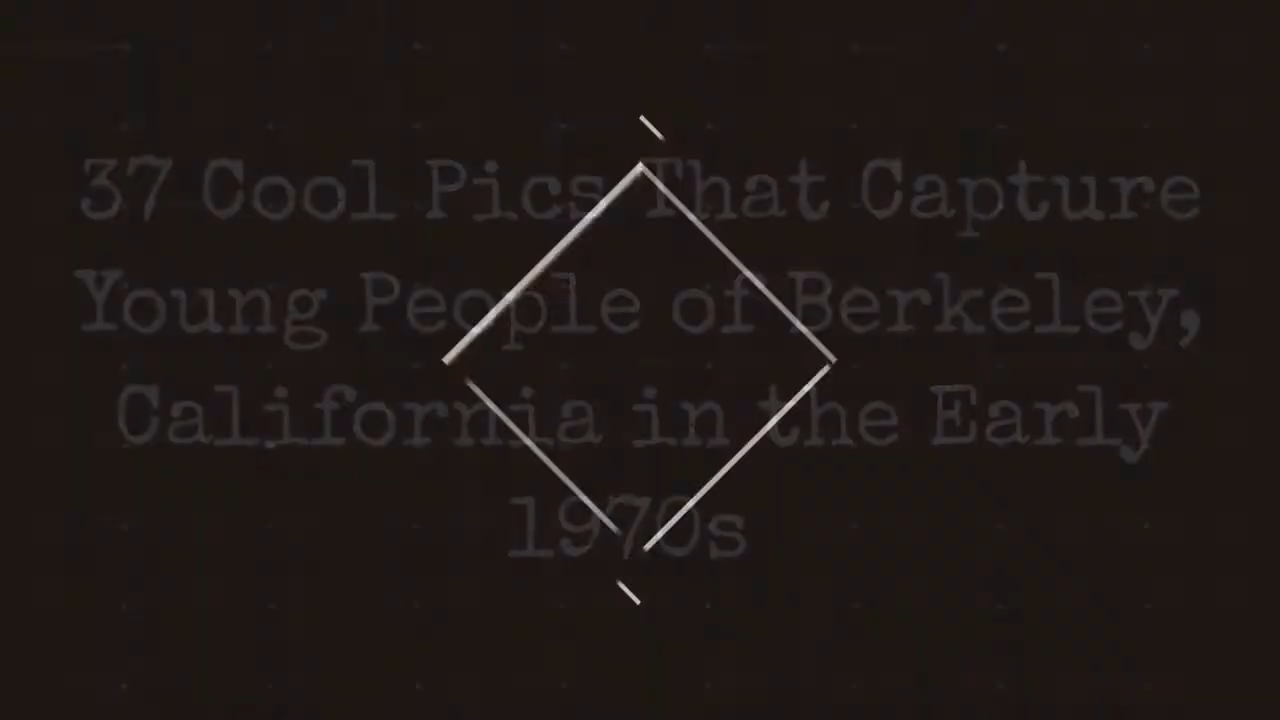 37 Cool Pics That Capture
Young People of Berkeley,
California in the Early
1970s